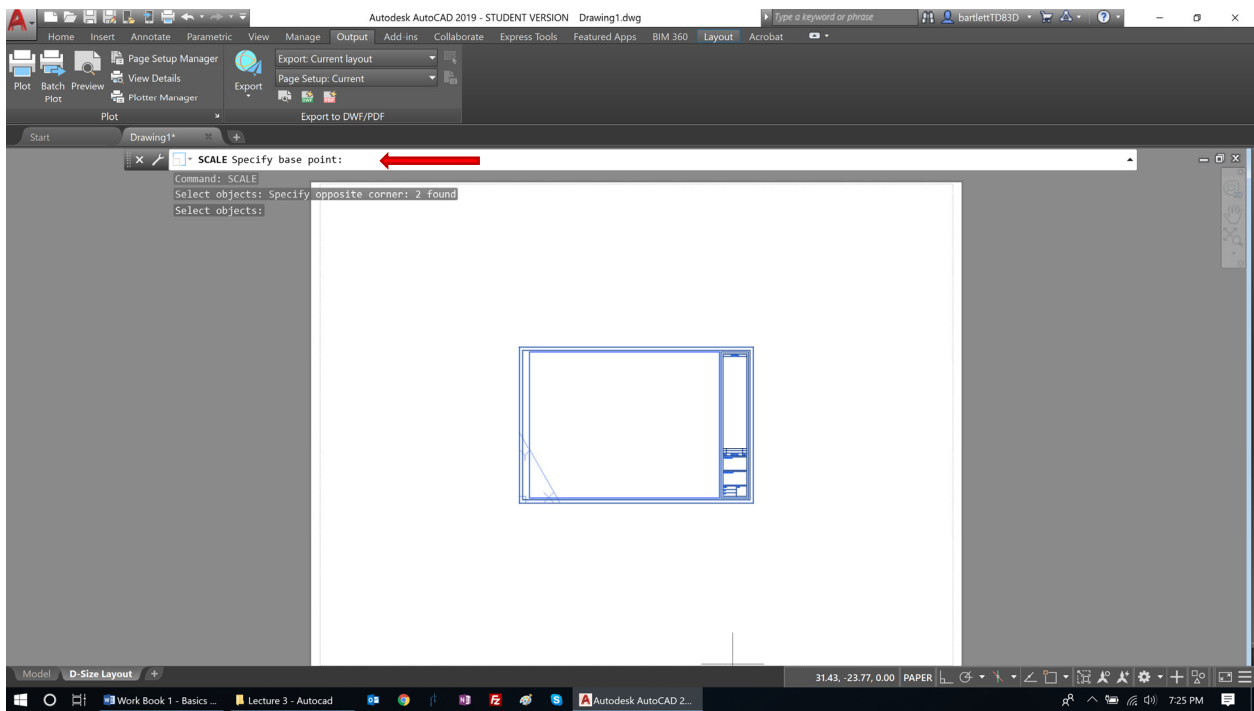 Autodesk AutoCAD 2019 - STUDENT VERSION Drawing1.dwg
Type a keyword or phrase
bartlettTD83D
Home Insert Annotate Parametric View Manage Output Add-ins Collaborate Express Tools Featured Apps BIM 360 Layout Acrobat
Page Setup Manager
View Details
Plotter Manager
Plot
Batch Plot
Preview
Export
Export: Current layout
Page Setup: Current
Plot
Export to DWF/PDF
Start
Drawing1*
SCALE Specify base point:
Command: SCALE
Select objects: Specify opposite corner: 2 found
Select objects:
Y
X
Model
D-Size Layout
31.43, -23.77, 0.00
PAPER
Work Book 1 - Basics ...
Lecture 3 - Autocad
Autodesk AutoCAD 2...
7:25 PM